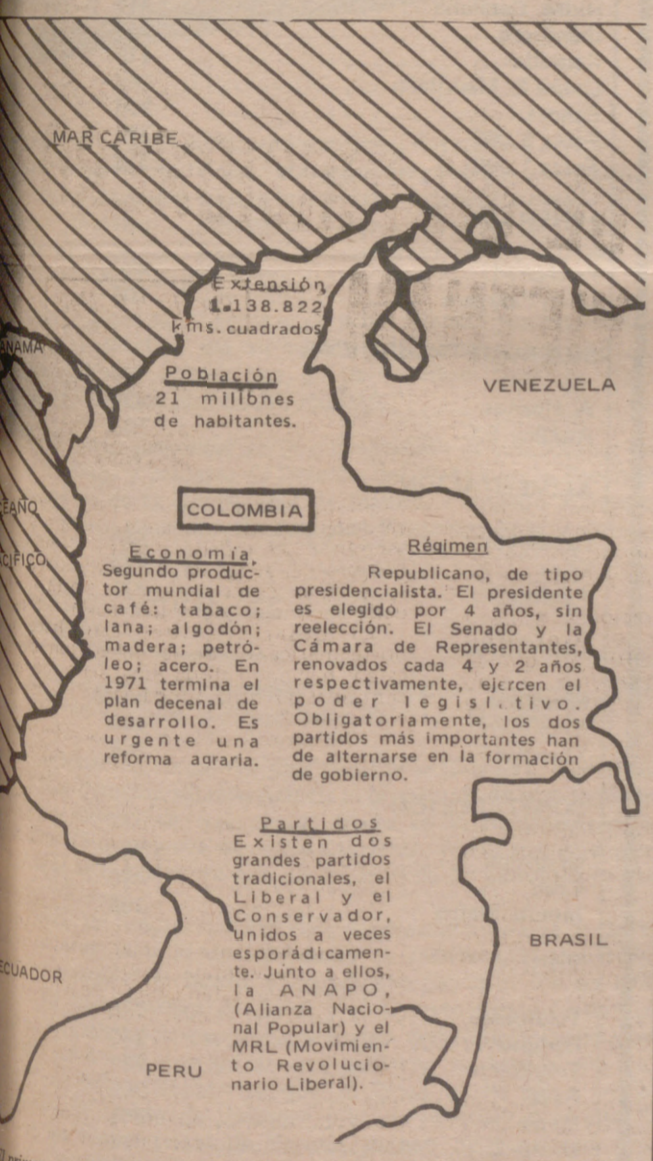 MAR CARIBE
Extensión
1.138.822
kms. cuadrados
PANAMA
Población
21 millones
de habitantes.
VENEZUELA
COLOMBIA
OCEANO
PACIFICO
Economía
Segundo produc-
tor mundial de
café: tabaco;
lana; algodón;
madera; petró-
leo; acero. En
1971 termina el
plan decenal de
desarrollo. Es
urgente una
reforma agraria.
Régimen
Republicano, de tipo
presidencialista. El presidente
es elegido por 4 años, sin
reelección. El Senado y la
Cámara de Representantes,
renovados cada 4 y 2 años
respectivamente, ejercen el
poder legislativo.
Obligatoriamente, los dos
partidos más importantes han
de alternarse en la formación
de gobierno.
Partidos
Existen dos
grandes partidos
tradicionales, el
Liberal y el
Conservador,
unidos a veces
esporádicamen-
te. Junto a ellos,
la ANAPO,
(Alianza Nacio-
nal Popular) y el
MRL (Movimien-
to Revolucio-
nario Liberal).
BRASIL
ECUADOR
PERU